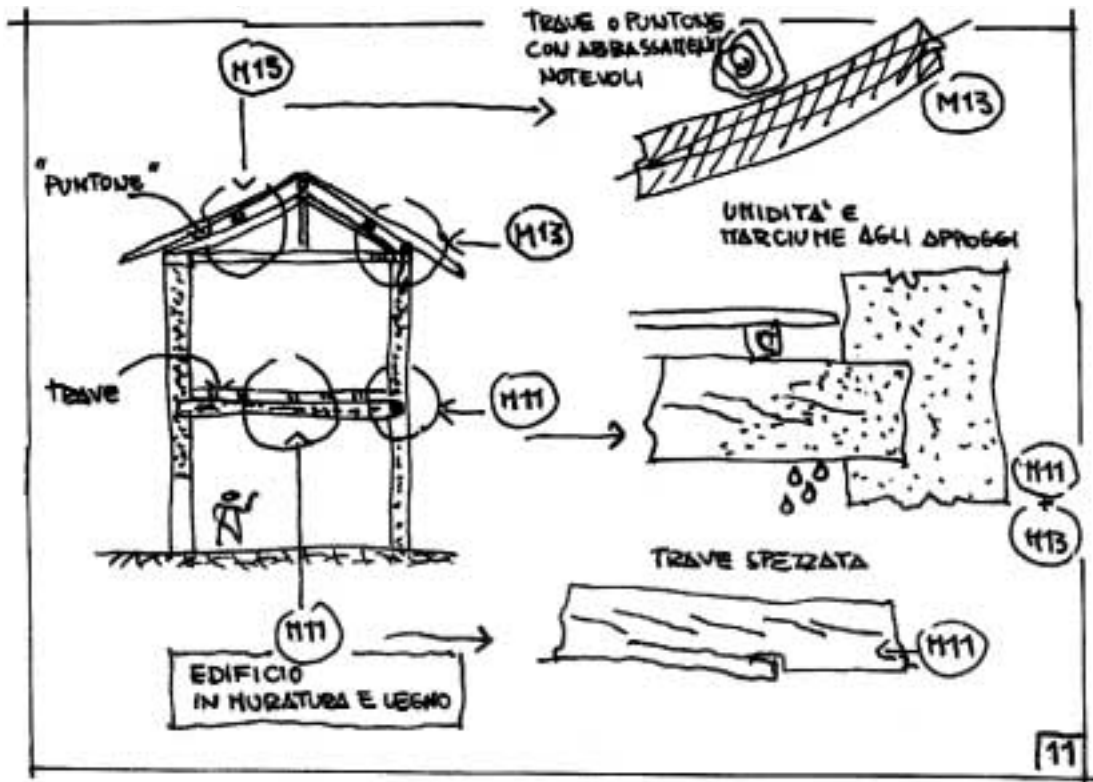 TRAVE O PUNTONE
CON ABBASSAMENTI
NOTEVOLI
M13
M13
"PUNTONE"
M13
UMIDITA' E
MARCIUME AGLI APPOGGI
TRAVE
M11
M11
+
M13
TRAVE SPEZZATA
M11
M11
EDIFICIO
IN MURATURA E LEGNO
11